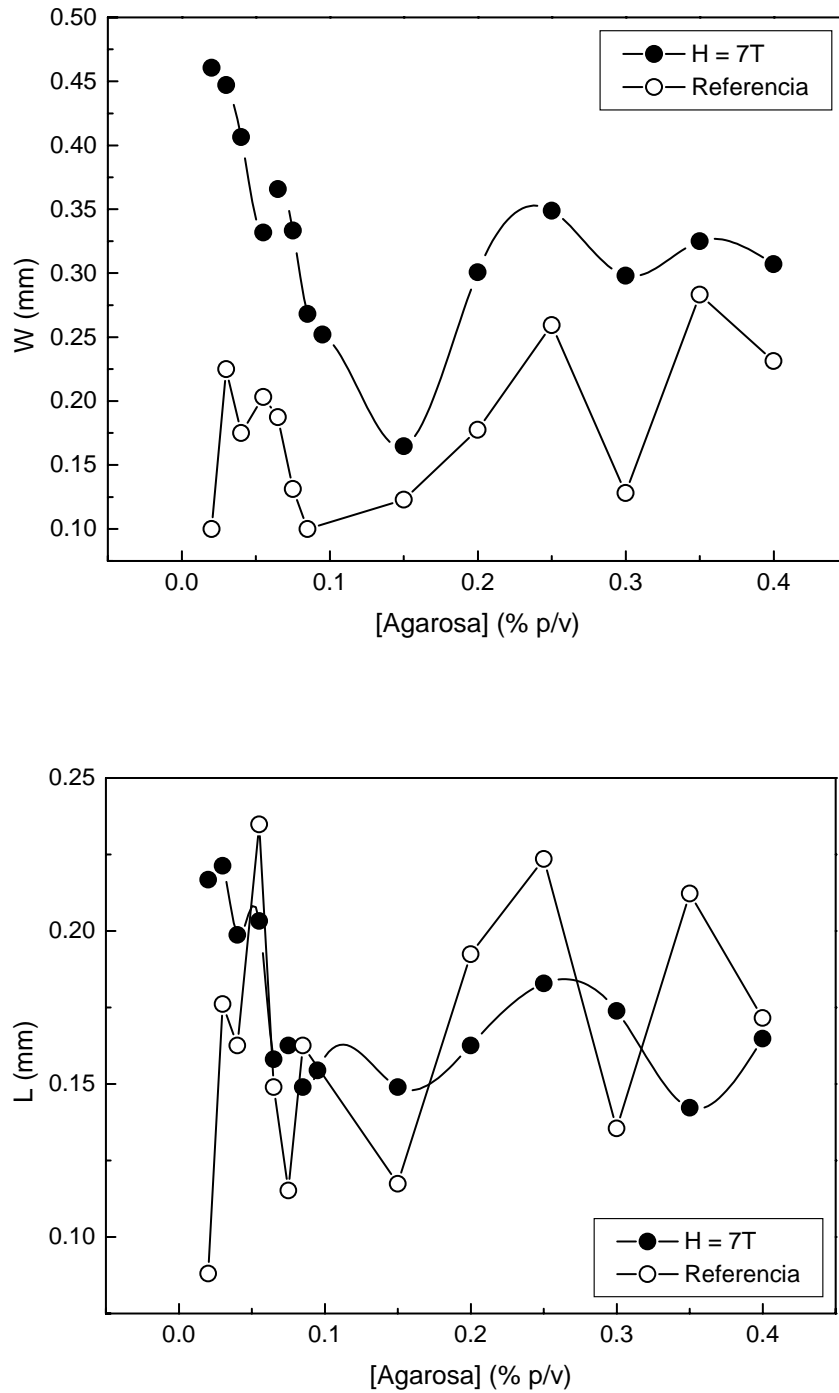 0.50
0.45
0.40
0.35
0.30
0.25
0.20
0.15
0.10
W (mm)
H = 7T
Referencia
0.0 0.1 0.2 0.3 0.4
[Agarosa] (% p/v)
0.25
0.20
0.15
0.10
L (mm)
H = 7T
Referencia
0.0 0.1 0.2 0.3 0.4
[Agarosa] (% p/v)